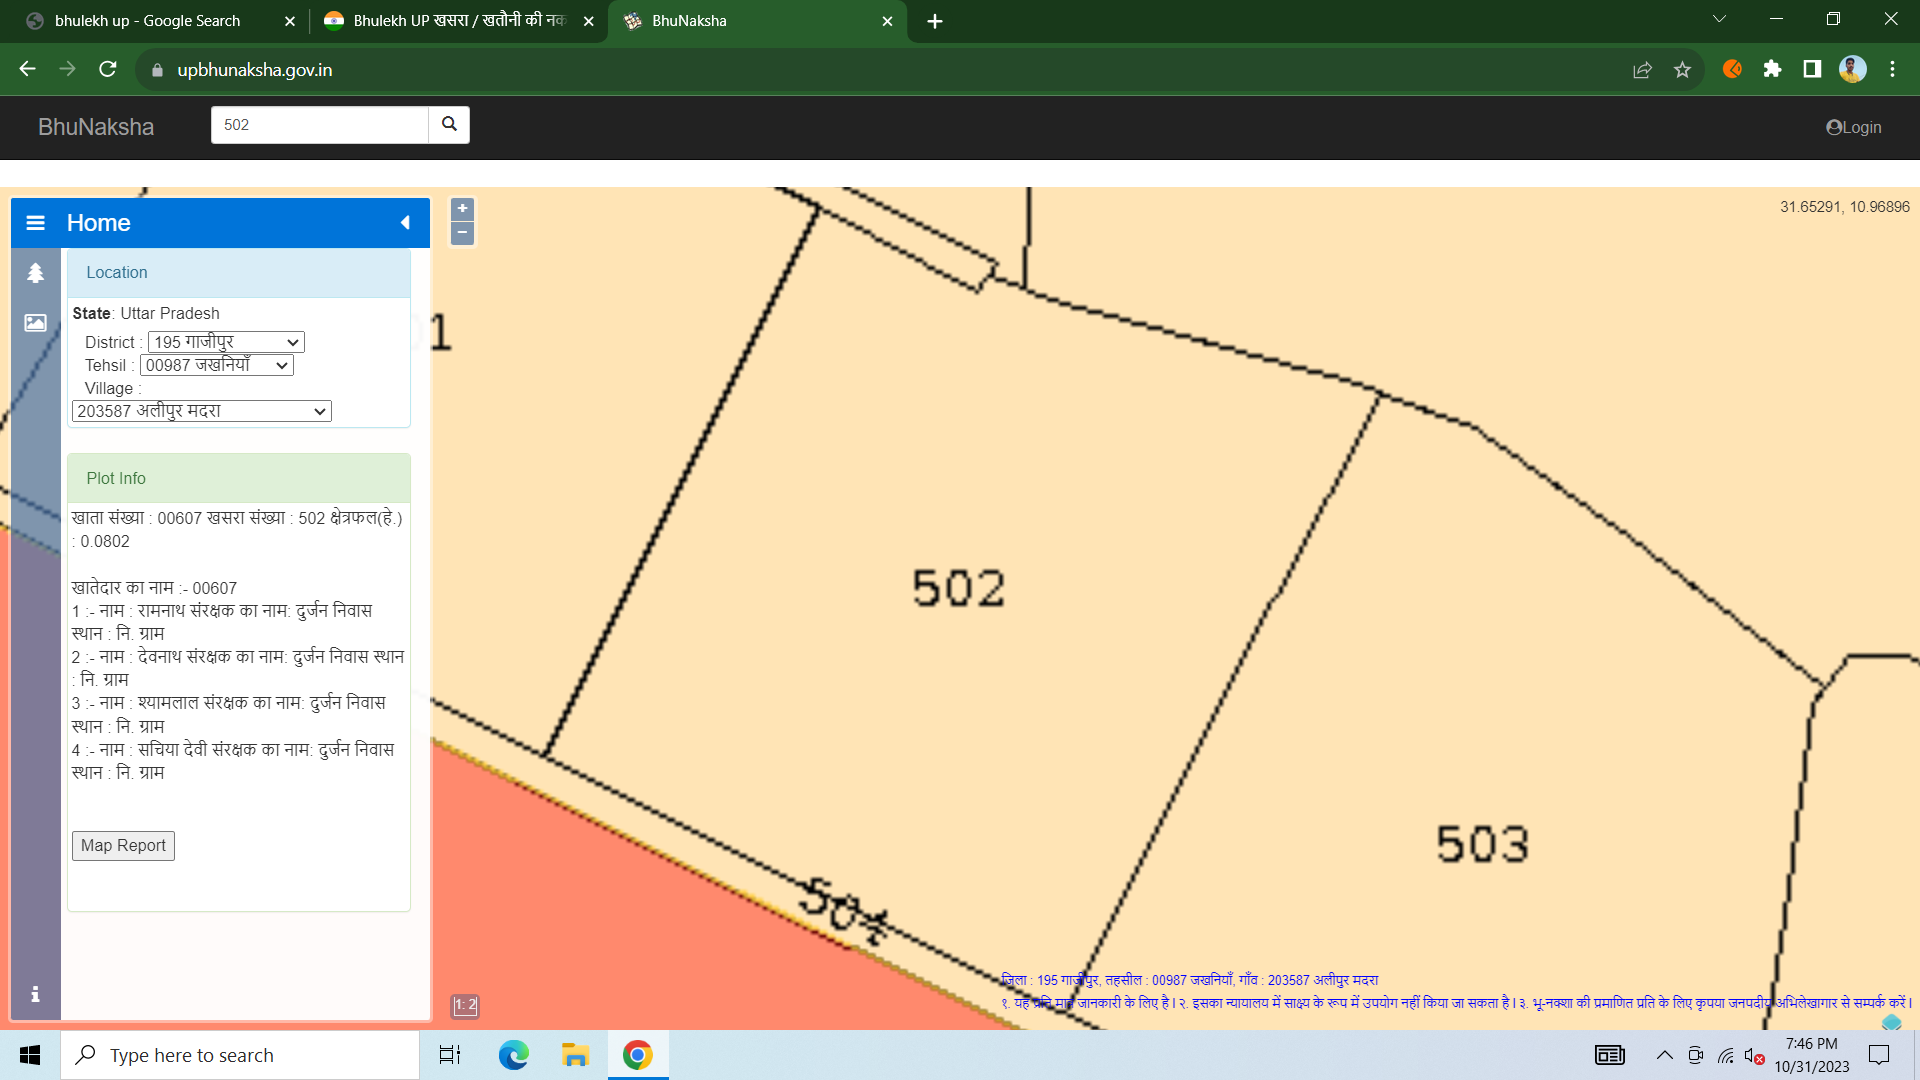 bhulekh up - Google Search
Bhulekh UP खसरा / खतौनी की नक
BhuNaksha
upbhunaksha.gov.in
BhuNaksha
502
Login
Home
31.65291, 10.96896
Location
State: Uttar Pradesh
District : 195 गाजीपुर
Tehsil : 00987 जखनियाँ
Village :
203587 अलीपुर मदरा
Plot Info
खाता संख्या : 00607 खसरा संख्या : 502 क्षेत्रफल(हे.)
: 0.0802
खातेदार का नाम :- 00607
1 :- नाम : रामनाथ संरक्षक का नाम: दुर्जन निवास
स्थान : नि. ग्राम
2 :- नाम : देवनाथ संरक्षक का नाम: दुर्जन निवास स्थान
: नि. ग्राम
3 :- नाम : श्यामलाल संरक्षक का नाम: दुर्जन निवास
स्थान : नि. ग्राम
4 :- नाम : सचिया देवी संरक्षक का नाम: दुर्जन निवास
स्थान : नि. ग्राम
Map Report
1
502
503
504
1: 2
जिला : 195 गाजीपुर, तहसील : 00987 जखनियाँ, गाँव : 203587 अलीपुर मदरा
१. यह प्रति मात्र जानकारी के लिए है। २. इसका न्यायालय में साक्ष्य के रूप में उपयोग नहीं किया जा सकता है। ३. भू-नक्शा की प्रमाणित प्रति के लिए कृपया जनपदीय अभिलेखागार से सम्पर्क करें।
Type here to search
7:46 PM
10/31/2023